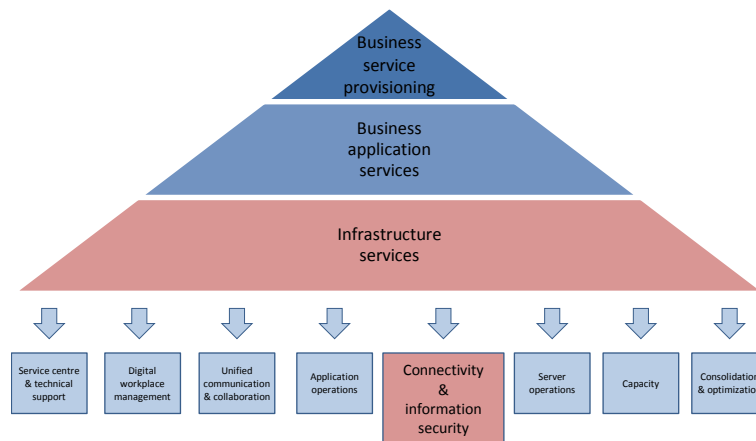 Business
service
provisioning
Business
application
services
Infrastructure
services
Service centre
& technical
support
Digital
workplace
management
Unified
communication
& collaboration
Application
operations
Connectivity
&
information
security
Server
operations
Capacity
Consolidation
& optimization